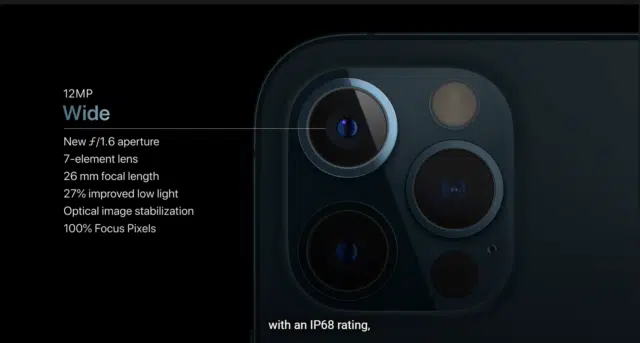 12MP
Wide
New ƒ/1.6 aperture
7-element lens
26 mm focal length
27% improved low light
Optical image stabilization
100% Focus Pixels
with an IP68 rating,